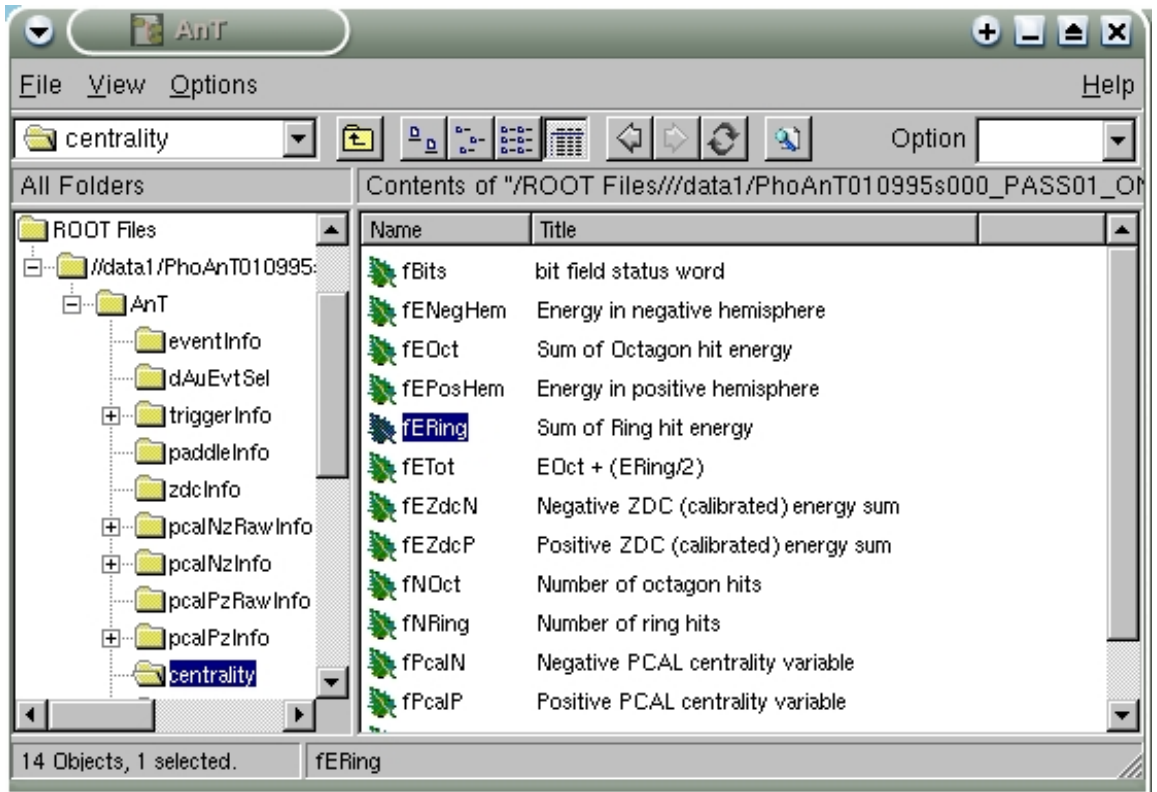 AnT
File View Options Help
centrality Option
All Folders
Contents of "/ROOT Files///data1/PhoAnT010995s000_PASS01_
ROOT Files
//data1/PhoAnT010995
AnT
eventInfo
dAuEvtSel
triggerInfo
paddleInfo
zdcInfo
pcalNzRawInfo
pcalNzInfo
pcalPzRawInfo
pcalPzInfo
centrality
Name Title
fBits bit field status word
fENegHem Energy in negative hemisphere
fEOct Sum of Octagon hit energy
fEPosHem Energy in positive hemisphere
fERing Sum of Ring hit energy
fETot EOct + (ERing/2)
fEZdcN Negative ZDC (calibrated) energy sum
fEZdcP Positive ZDC (calibrated) energy sum
fNOct Number of octagon hits
fNRing Number of ring hits
fPcalN Negative PCAL centrality variable
fPcalP Positive PCAL centrality variable
14 Objects, 1 selected. fERing